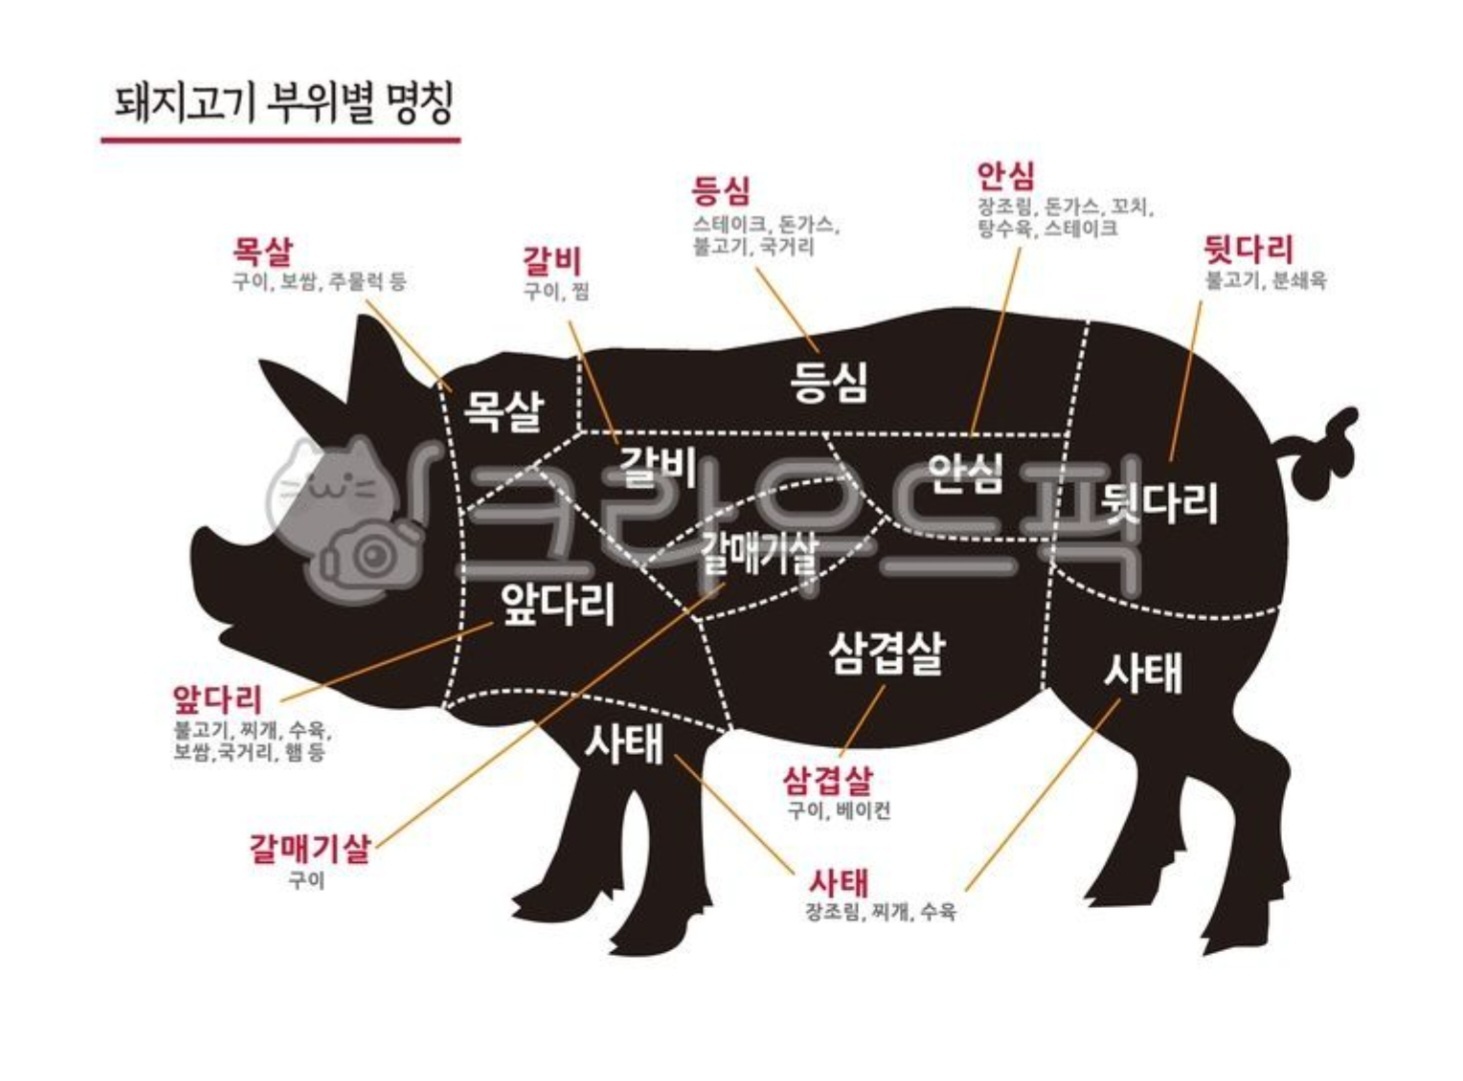 돼지고기 부위별 명칭
안심
장조림, 돈가스, 꼬치,
탕수육, 스테이크
등심
스테이크, 돈가스,
불고기, 국거리
목살
구이, 보쌈, 주물럭 등
갈비
구이, 찜
뒷다리
불고기, 분쇄육
등심
목살
갈비
안심
뒷다리
크라우드픽
갈매기살
앞다리
삼겹살
사태
앞다리
불고기, 찌개, 수육,
보쌈,국거리, 햄 등
사태
삼겹살
구이, 베이컨
갈매기살
구이
사태
장조림, 찌개, 수육